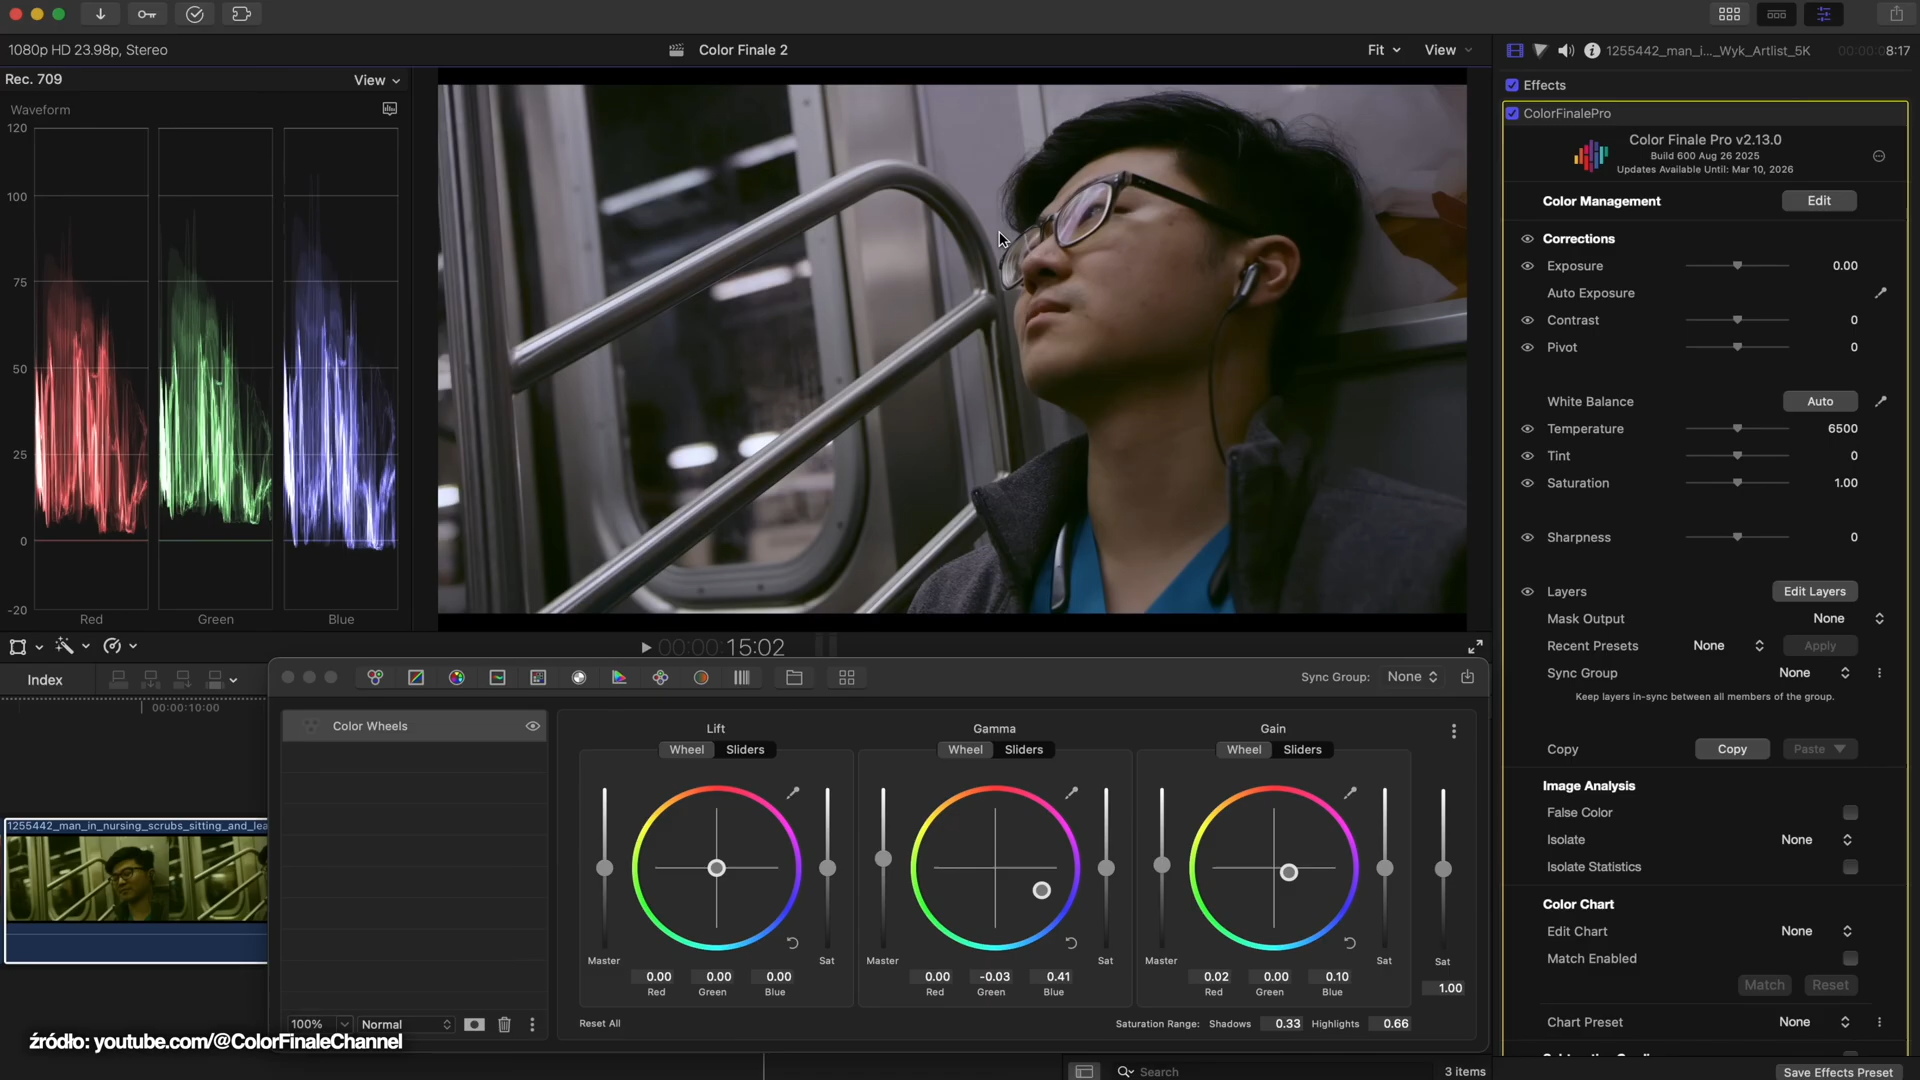 1080p HD 23.98p, Stereo
Color Finale 2
Fit
View
1255442_man_i..._Wyk_Artlist_5K
00:00:08:17
Rec. 709
View
Waveform
120
100
75
50
25
0
-20
Red
Green
Blue
Effects
ColorFinalePro
Color Finale Pro v2.13.0
Build 600 Aug 26 2025
Updates Available Until: Mar 10, 2026
Color Management
Edit
Corrections
Exposure
0.00
Auto Exposure
Contrast
0
Pivot
0
White Balance
Auto
Temperature
6500
Tint
0
Saturation
1.00
Sharpness
0
Layers
Edit Layers
Mask Output
None
Recent Presets
None
Apply
Sync Group
None
Keep layers in-sync between all members of the group.
Copy
Copy
Paste
Image Analysis
False Color
Isolate
None
Isolate Statistics
Color Chart
Edit Chart
None
Match Enabled
Match
Reset
Chart Preset
None
Save Effects Preset
00:00:15:02
Index
00:00:10:00
1255442_man_in_nursing_scrubs_sitting_and_lea
Sync Group:
None
Color Wheels
100%
Normal
Lift
Wheel
Sliders
Master
Sat
0.00
0.00
0.00
Red
Green
Blue
Gamma
Wheel
Sliders
Master
Sat
0.00
-0.03
0.41
Red
Green
Blue
Gain
Wheel
Sliders
Master
Sat
0.02
0.00
0.10
Red
Green
Blue
Sat
1.00
Reset All
Saturation Range:
Shadows
0.33
Highlights
0.66
źródło: youtube.com/@ColorFinaleChannel
Search
3 items